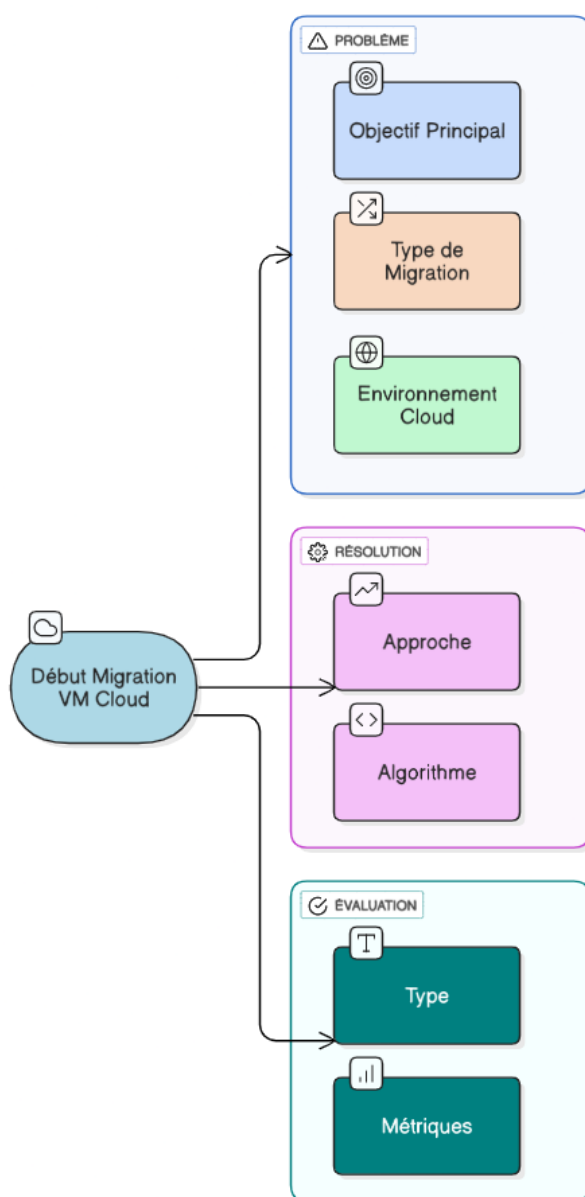 PROBLÈME
Objectif Principal
Type de
Migration
Environnement
Cloud
RÉSOLUTION
Approche
Algorithme
Début Migration
VM Cloud
ÉVALUATION
Type
Métriques